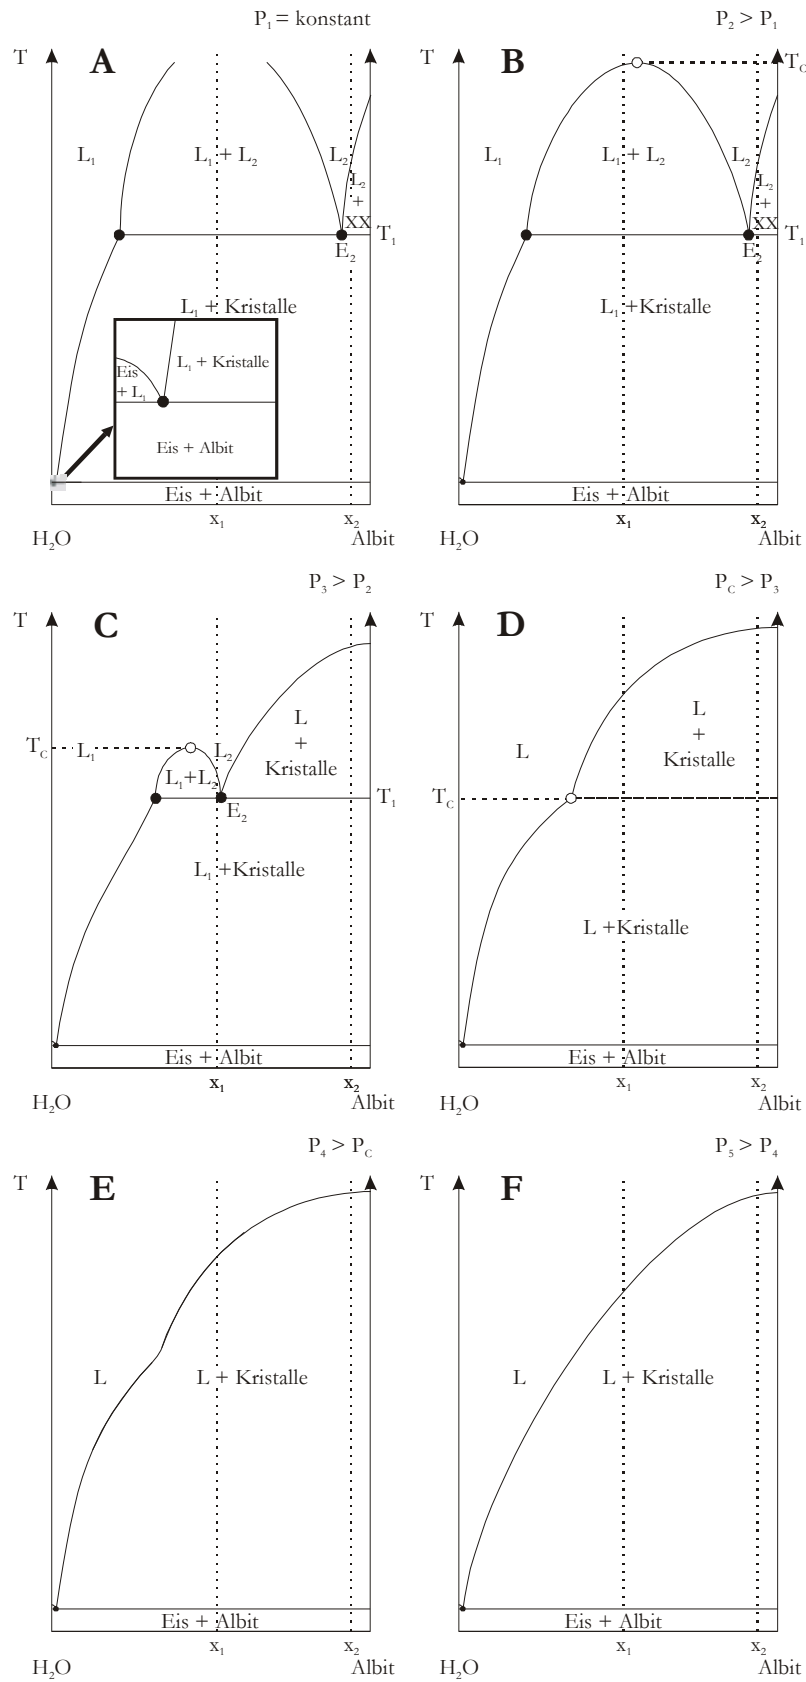 P₁ = konstant
T
A
L₁
L₁ + L₂
L₂
L₂
+
XX
T₁
E₂
L₁ + Kristalle
Eis
+ L₁
L₁ + Kristalle
Eis + Albit
Eis + Albit
x₁
x₂
H₂O
Albit
P₂ > P₁
T
B
T_C
L₁
L₁ + L₂
L₂
L₂
+
XX
T₁
E₂
L₁ +Kristalle
Eis + Albit
x₁
x₂
H₂O
Albit
P₃ > P₂
T
C
T_C
L₁
L₂
L
+
Kristalle
L₁+L₂
T₁
E₂
L₁ +Kristalle
Eis + Albit
x₁
x₂
H₂O
Albit
P_C > P₃
T
D
L
L
+
Kristalle
T_C
L +Kristalle
Eis + Albit
x₁
x₂
H₂O
Albit
P₄ > P_C
T
E
L
L + Kristalle
Eis + Albit
x₁
x₂
H₂O
Albit
P₅ > P₄
T
F
L
L + Kristalle
Eis + Albit
x₁
x₂
H₂O
Albit